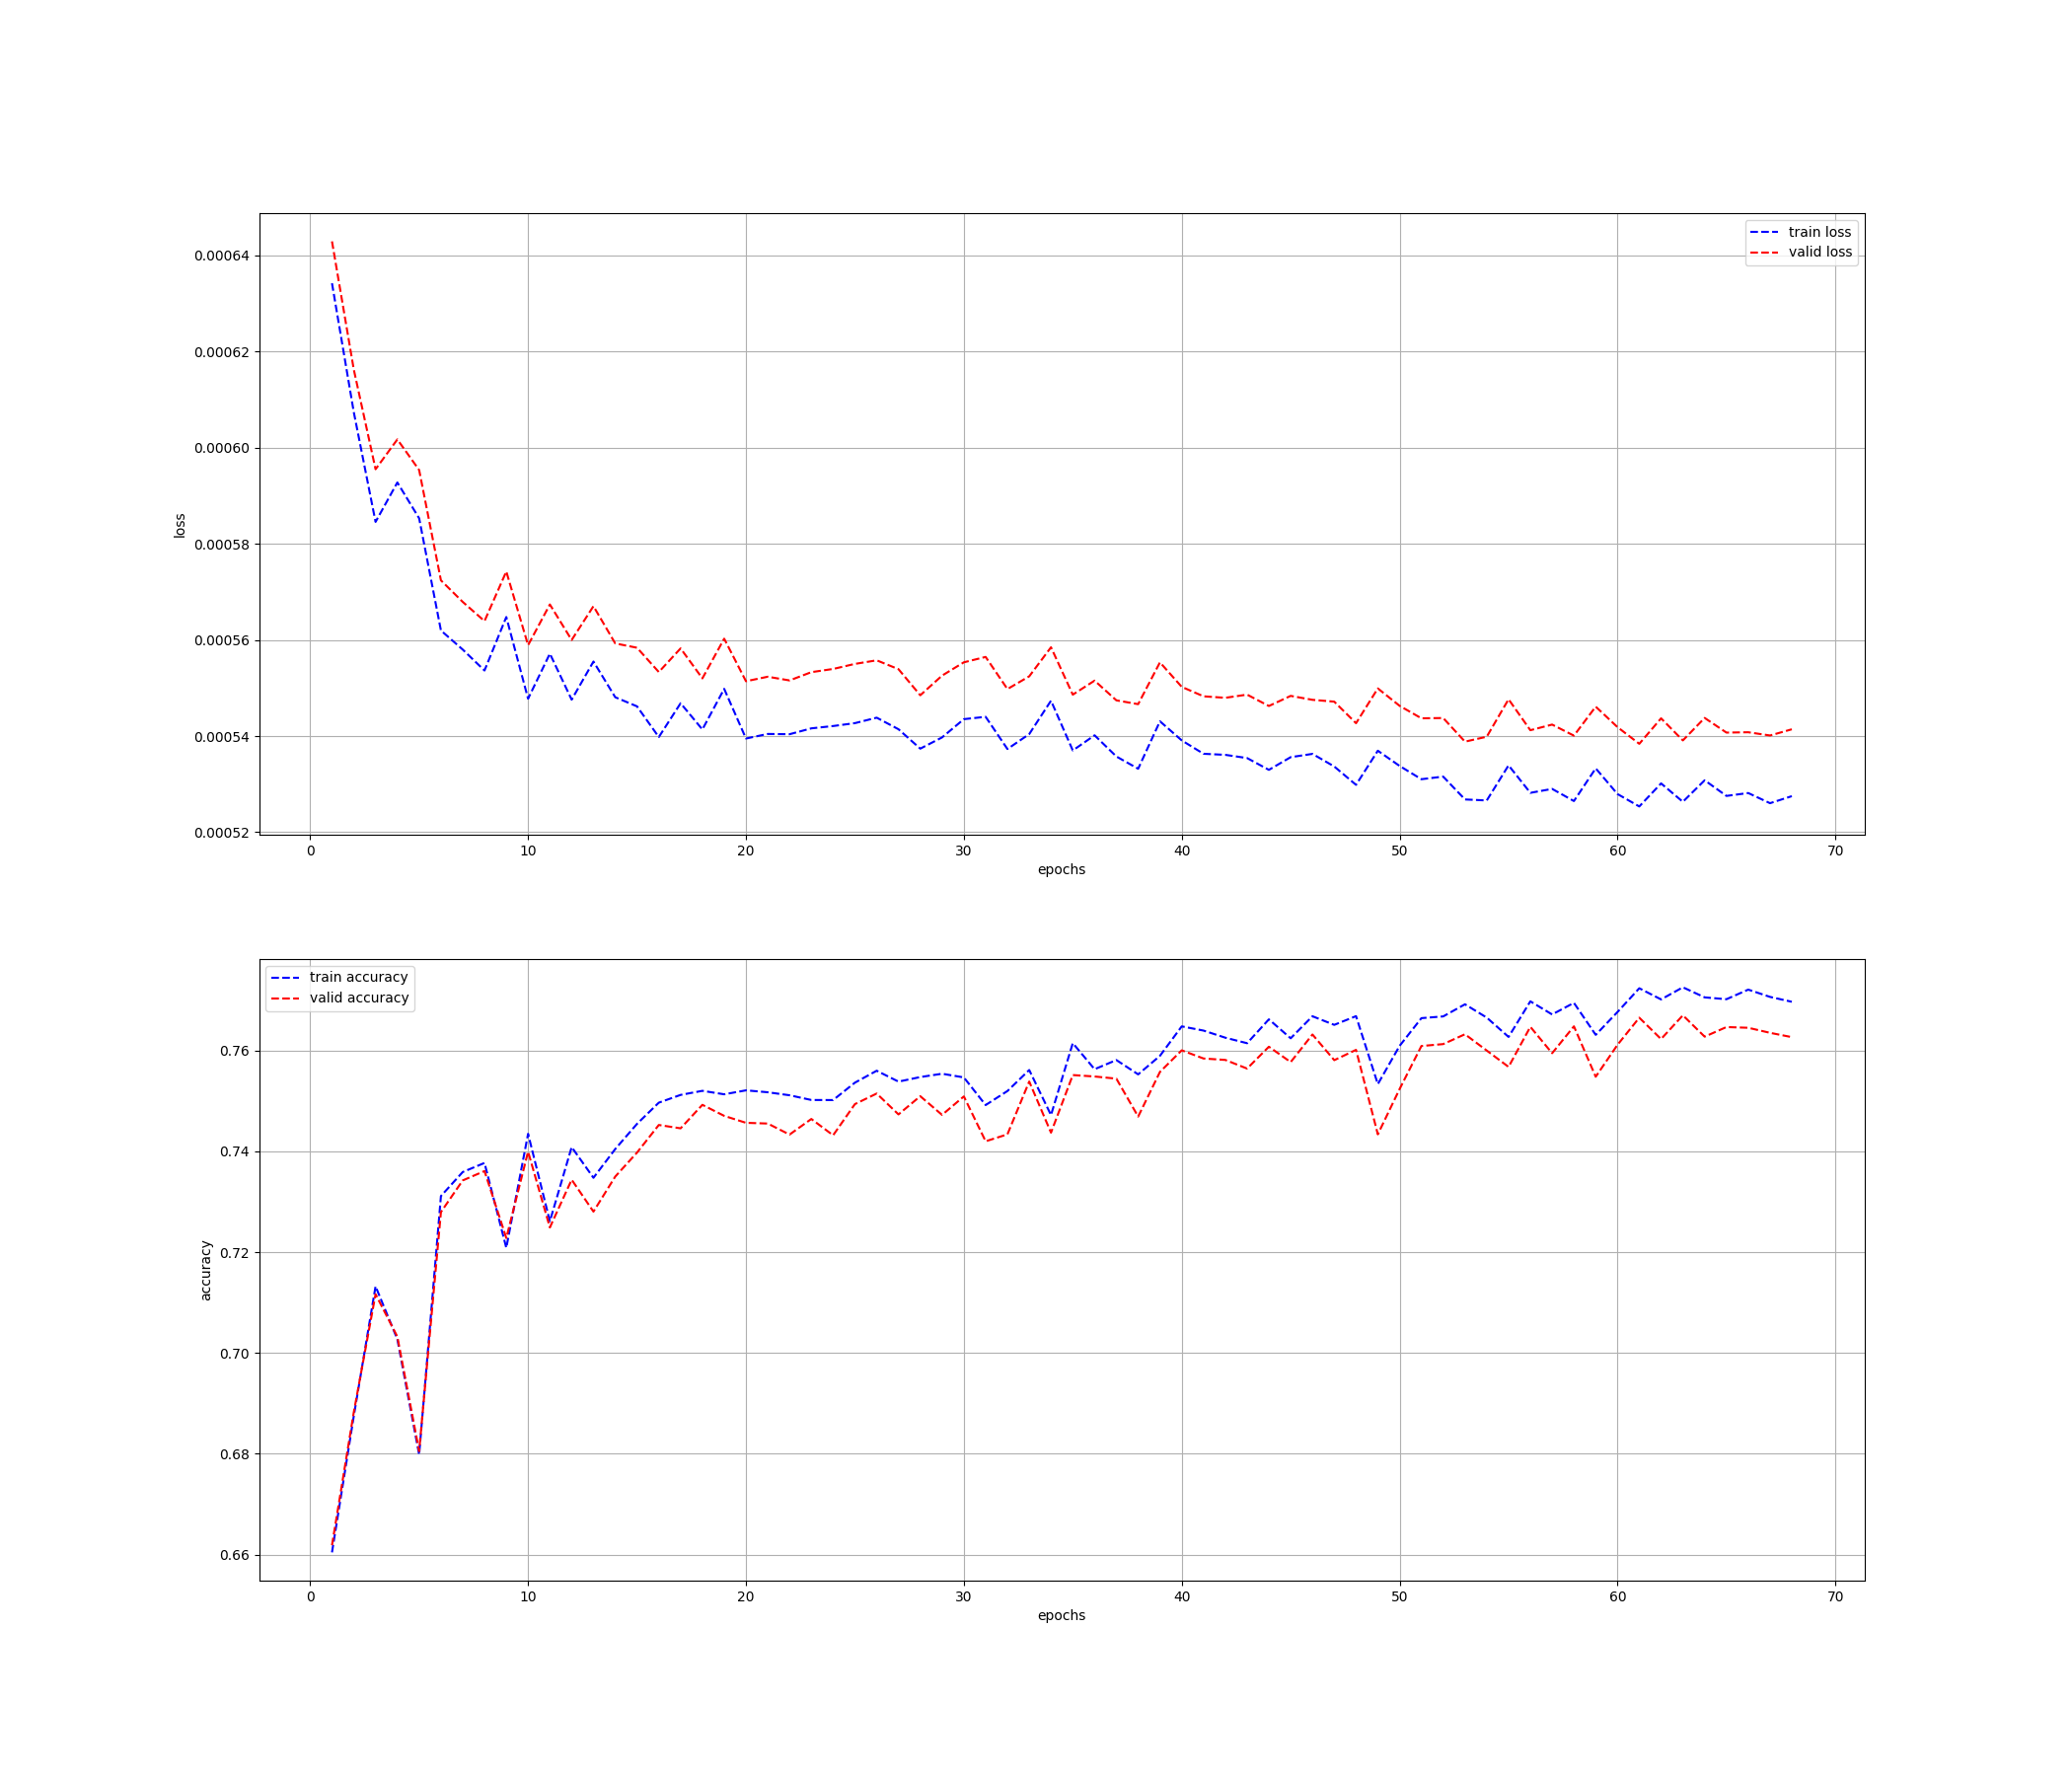 train loss
valid loss
0.00064
0.00062
0.00060
0.00058
0.00056
0.00054
0.00052
loss
0 10 20 30 40 50 60 70
epochs
train accuracy
valid accuracy
0.76
0.74
0.72
0.70
0.68
0.66
accuracy
0 10 20 30 40 50 60 70
epochs